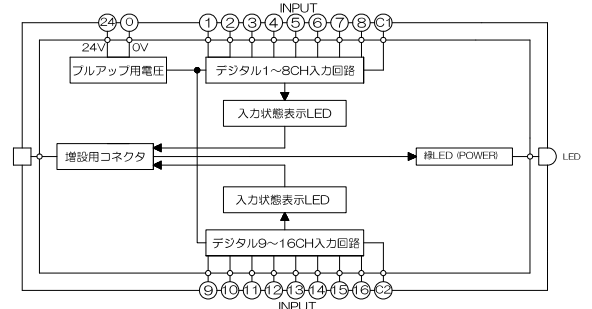 INPUT
24 0 1 2 3 4 5 6 7 8 C1
24V 0V
プルアップ用電圧 デジタル1〜8CH入力回路
入力状態表示LED
増設用コネクタ 緑LED (POWER) LED
入力状態表示LED
デジタル9〜16CH入力回路
9 10 11 12 13 14 15 16 C2
INPUT